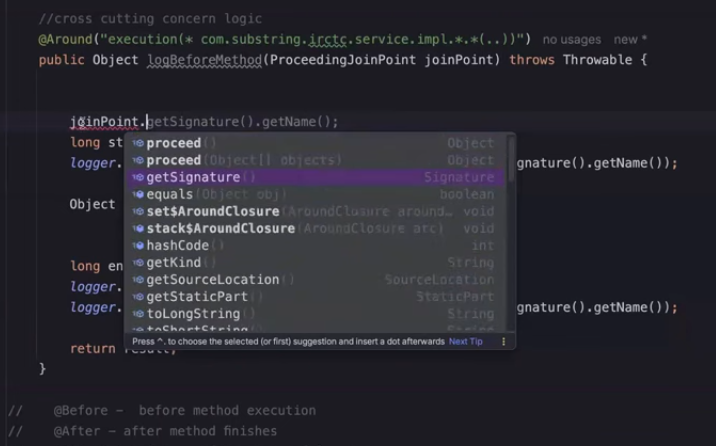 //cross cutting concern logic
@Around("execution(* com.substring.irctc.service.impl.*.*(..))") no usages new *
public Object logBeforeMethod(ProceedingJoinPoint joinPoint) throws Throwable {
joinPoint.getSignature().getName();
long st
logger. gnature().getName());
Object
long en
logger.
logger. gnature().getName());
return result;
}
proceed() Object
proceed(Object[] objects) Object
getSignature() Signature
equals(Object obj) boolean
set$AroundClosure(AroundClosure around… void
stack$AroundClosure(AroundClosure arc) void
hashCode() int
getKind() String
getSourceLocation() SourceLocation
getStaticPart() StaticPart
toLongString() String
toShortString() String
Press ^. to choose the selected (or first) suggestion and insert a dot afterwards Next Tip
// @Before – before method execution
// @After – after method finishes